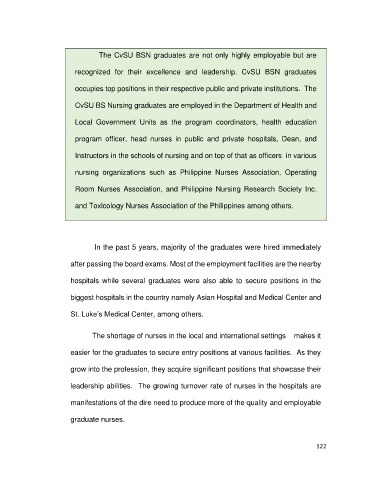 The CvSU BSN graduates are not only highly employable but are
recognized for their excellence and leadership. CvSU BSN graduates
occupies top positions in their respective public and private institutions. The
CvSU BS Nursing graduates are employed in the Department of Health and
Local Government Units as the program coordinators, health education
program officer, head nurses in public and private hospitals, Dean, and
Instructors in the schools of nursing and on top of that as officers in various
nursing organizations such as Philippine Nurses Association, Operating
Room Nurses Association, and Philippine Nursing Research Society Inc.
and Toxicology Nurses Association of the Philippines among others.
In the past 5 years, majority of the graduates were hired immediately
after passing the board exams. Most of the employment facilities are the nearby
hospitals while several graduates were also able to secure positions in the
biggest hospitals in the country namely Asian Hospital and Medical Center and
St. Luke's Medical Center, among others.
The shortage of nurses in the local and international settings makes it
easier for the graduates to secure entry positions at various facilities. As they
grow into the profession, they acquire significant positions that showcase their
leadership abilities. The growing turnover rate of nurses in the hospitals are
manifestations of the dire need to produce more of the quality and employable
graduate nurses.
122